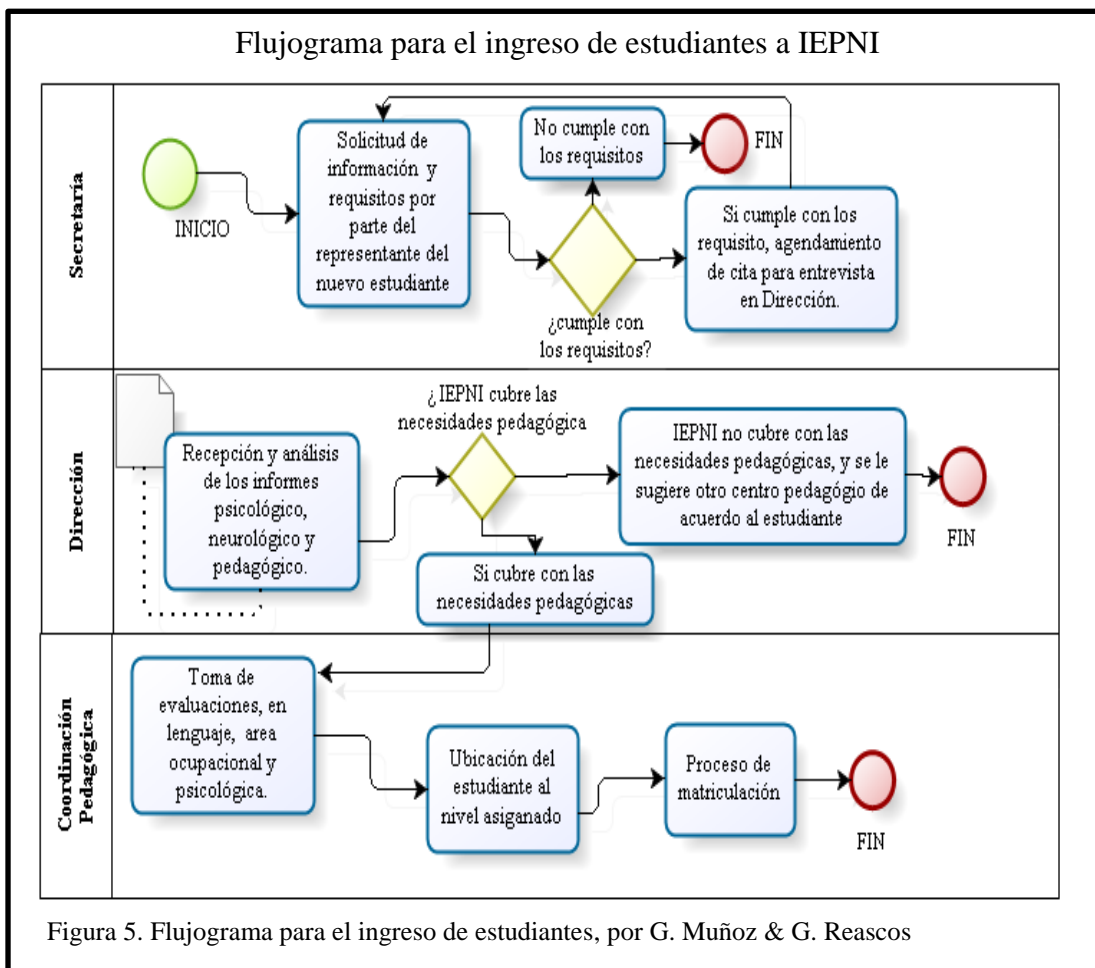 Flujograma para el ingreso de estudiantes a IEPNI
Secretaría
INICIO
Solicitud de
información y
requisitos por
parte del
representante del
nuevo estudiante
¿cumple con
los requisitos?
No cumple con
los requisitos
FIN
Si cumple con los
requisito, agendamiento
de cita para entrevista
en Dirección.
Dirección
Recepción y análisis
de los informes
psicológico,
neurológico y
pedagógico.
¿IEPNI cubre las
necesidades pedagógica
IEPNI no cubre con las
necesidades pedagógicas, y se le
sugiere otro centro pedagógio de
acuerdo al estudiante
FIN
Si cubre con las
necesidades pedagógicas
Coordinación
Pedagógica
Toma de
evaluaciones, en
lenguaje, area
ocupacional y
psicológica.
Ubicación del
estudiante al
nivel asiganado
Proceso de
matriculación
FIN
Figura 5. Flujograma para el ingreso de estudiantes, por G. Muñoz & G. Reascos